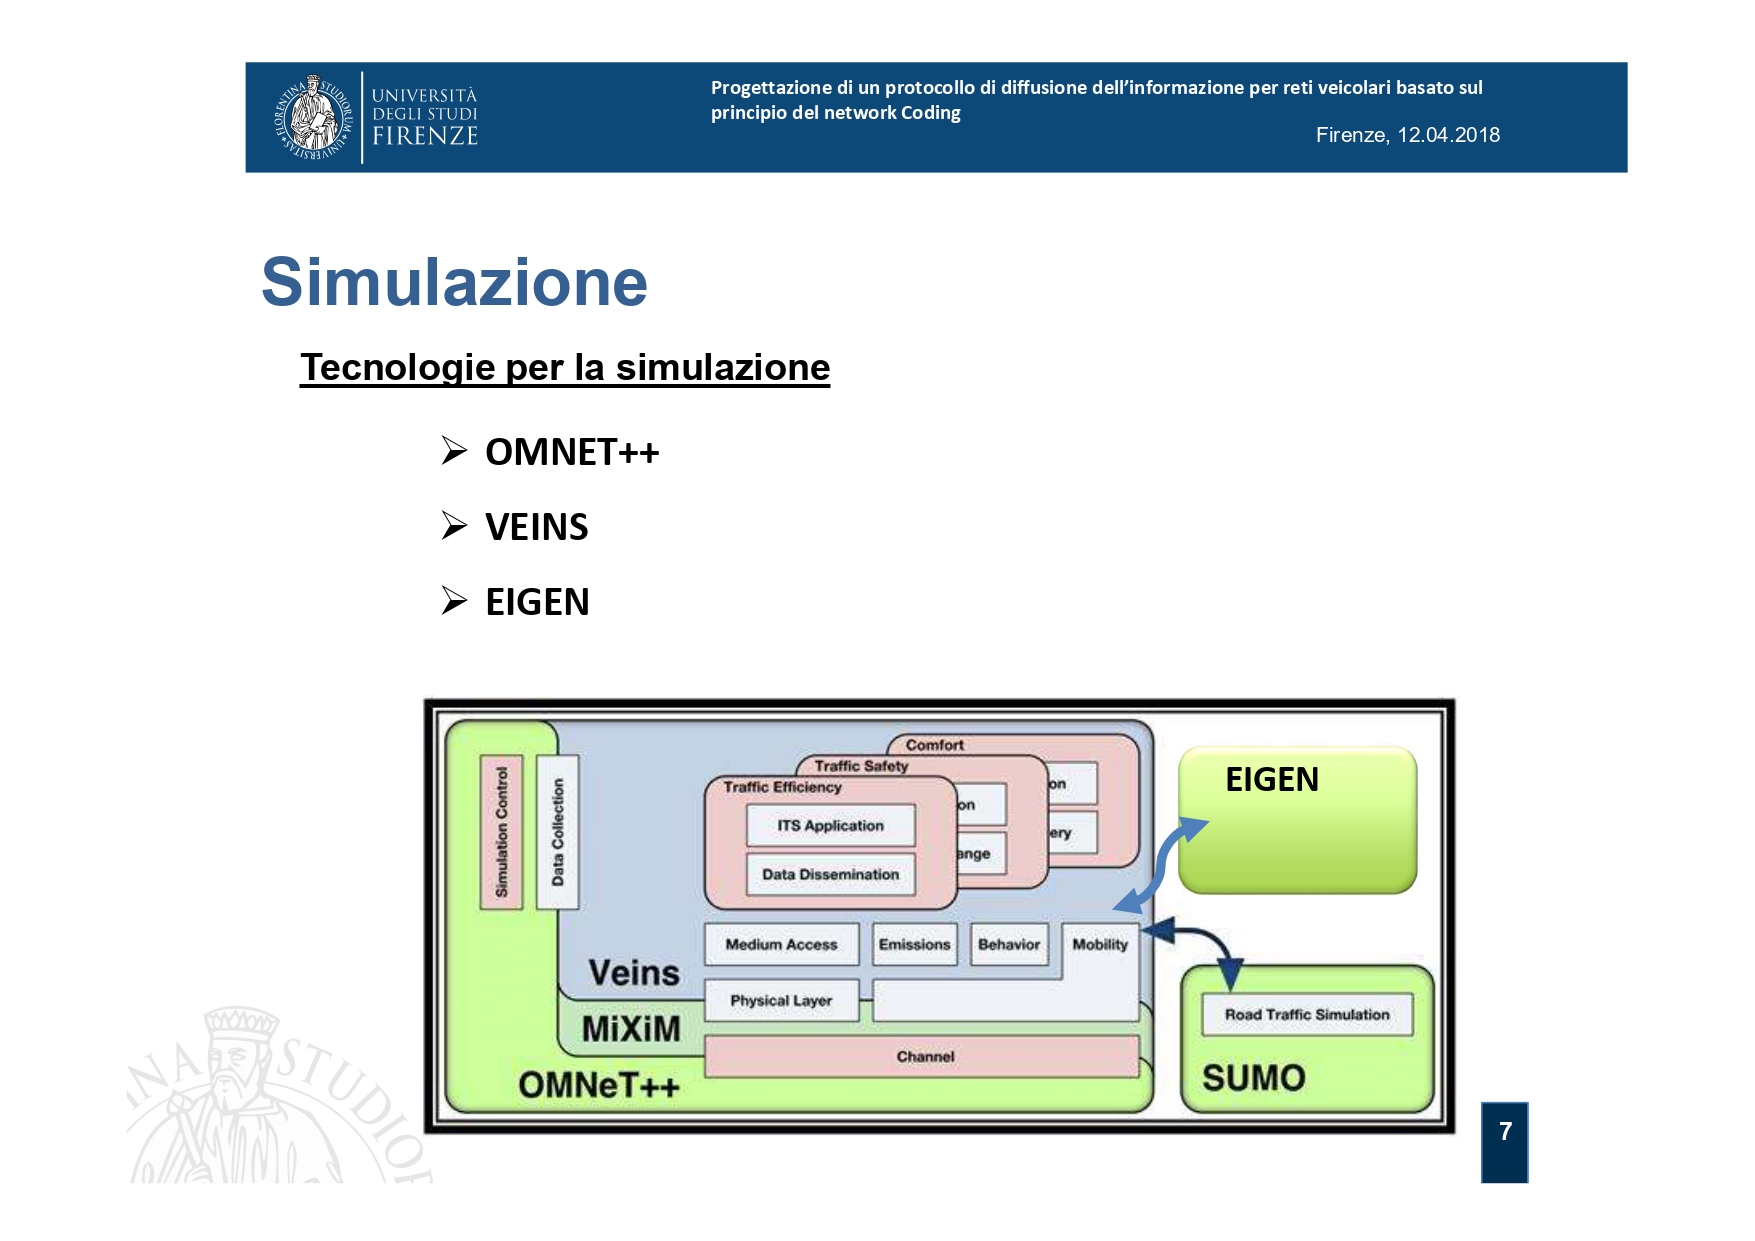 UNIVERSITÀ
DEGLI STUDI
FIRENZE
Progettazione di un protocollo di diffusione dell’informazione per reti veicolari basato sul
principio del network Coding
Firenze, 12.04.2018
Simulazione
Tecnologie per la simulazione
OMNET++
VEINS
EIGEN
Simulation Control
Data Collection
Comfort
on
ery
Traffic Safety
on
ange
Traffic Efficiency
ITS Application
Data Dissemination
EIGEN
Medium Access
Emissions
Behavior
Mobility
Veins
Physical Layer
MiXiM
Channel
OMNeT++
Road Traffic Simulation
SUMO
7